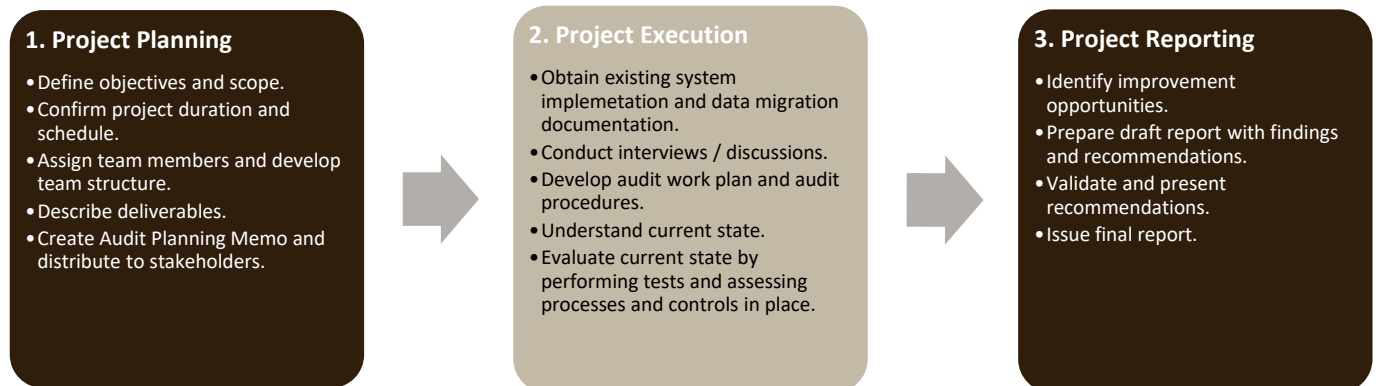 1. Project Planning
•Define objectives and scope.
•Confirm project duration and
schedule.
•Assign team members and develop
team structure.
•Describe deliverables.
•Create Audit Planning Memo and
distribute to stakeholders.
2. Project Execution
•Obtain existing system
implemetation and data migration
documentation.
•Conduct interviews / discussions.
•Develop audit work plan and audit
procedures.
•Understand current state.
•Evaluate current state by
performing tests and assessing
processes and controls in place.
3. Project Reporting
•Identify improvement
opportunities.
•Prepare draft report with findings
and recommendations.
•Validate and present
recommendations.
•Issue final report.